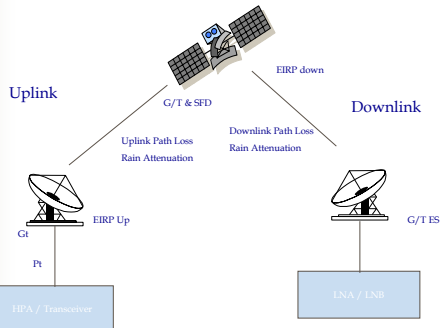 EIRP down
Uplink
G/T & SFD
Downlink
Uplink Path Loss
Rain Attenuation
Downlink Path Loss
Rain Attenuation
EIRP Up
G/T ES
Gt
Pt
HPA / Transceiver
LNA / LNB